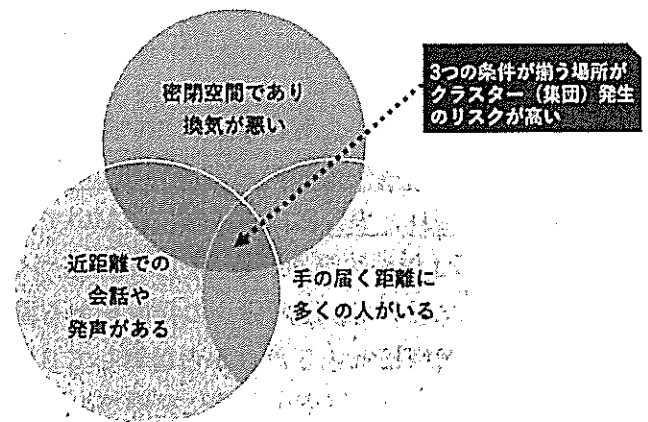 密閉空間であり
換気が悪い
3つの条件が揃う場所が
クラスター（集団）発生
のリスクが高い
近距離での
会話や
発声がある
手の届く距離に
多くの人がいる